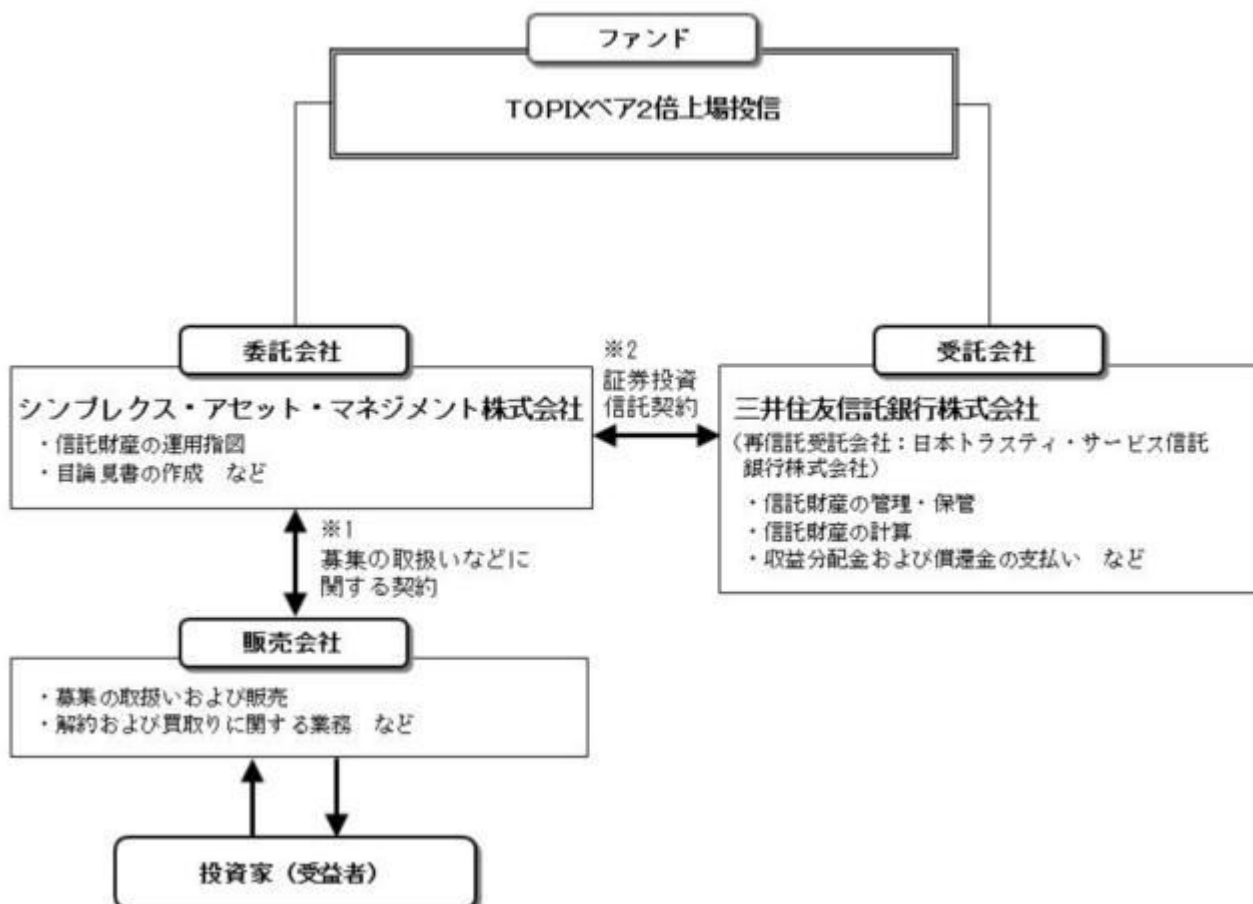 ファンド
TOPIXベア2倍上場投信
委託会社
シンプレクス・アセット・マネジメント株式会社
・信託財産の運用指図
・目論見書の作成　など
※2
証券投資
信託契約
受託会社
三井住友信託銀行株式会社
(再信託受託会社：日本トラスティ・サービス信託
銀行株式会社)
・信託財産の管理・保管
・信託財産の計算
・収益分配金および償還金の支払い　など
※1
募集の取扱いなどに
関する契約
販売会社
・募集の取扱いおよび販売
・解約および買取りに関する業務　など
投資家（受益者）